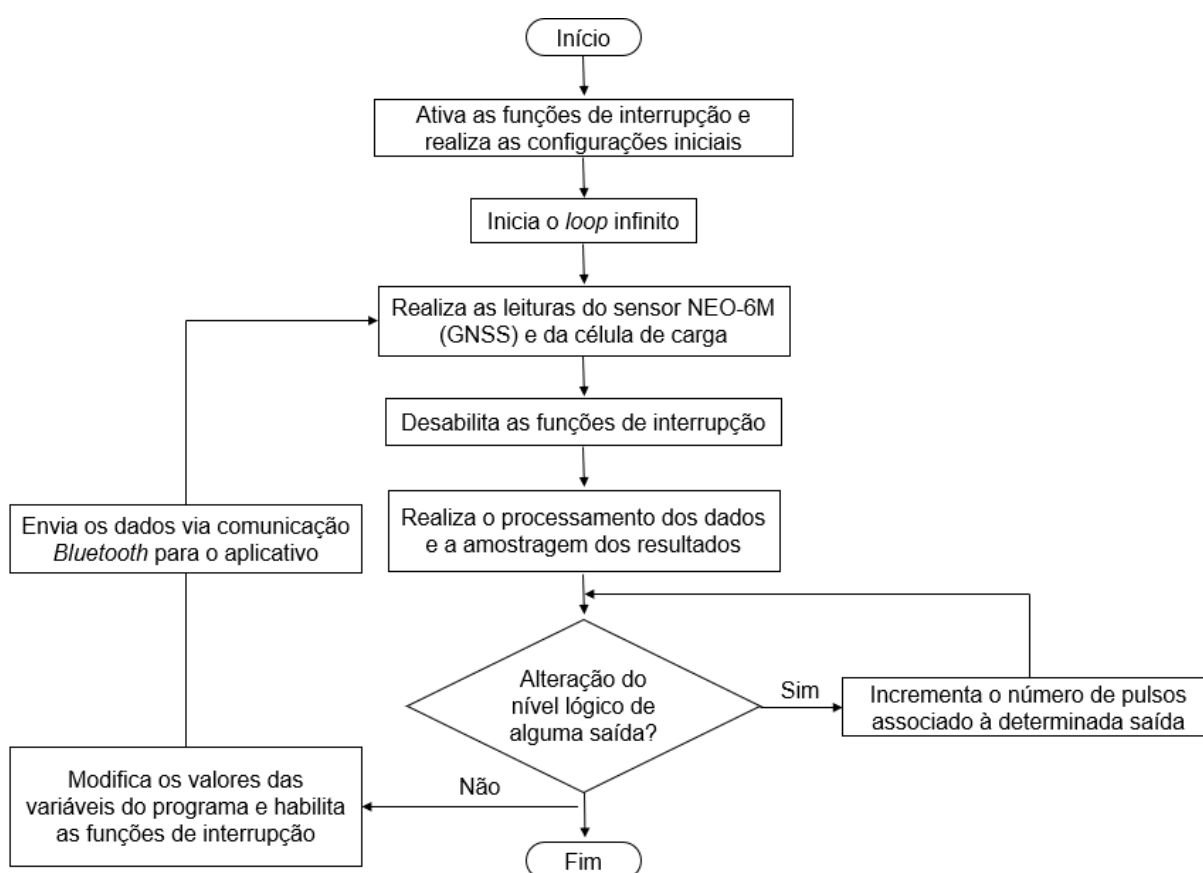 Início
Ativa as funções de interrupção e
realiza as configurações iniciais
Inicia o loop infinito
Realiza as leituras do sensor NEO-6M
(GNSS) e da célula de carga
Desabilita as funções de interrupção
Realiza o processamento dos dados
e a amostragem dos resultados
Alteração do
nível lógico de
alguma saída?
Sim
Incrementa o número de pulsos
associado à determinada saída
Não
Modifica os valores das
variáveis do programa e habilita
as funções de interrupção
Envia os dados via comunicação
Bluetooth para o aplicativo
Fim